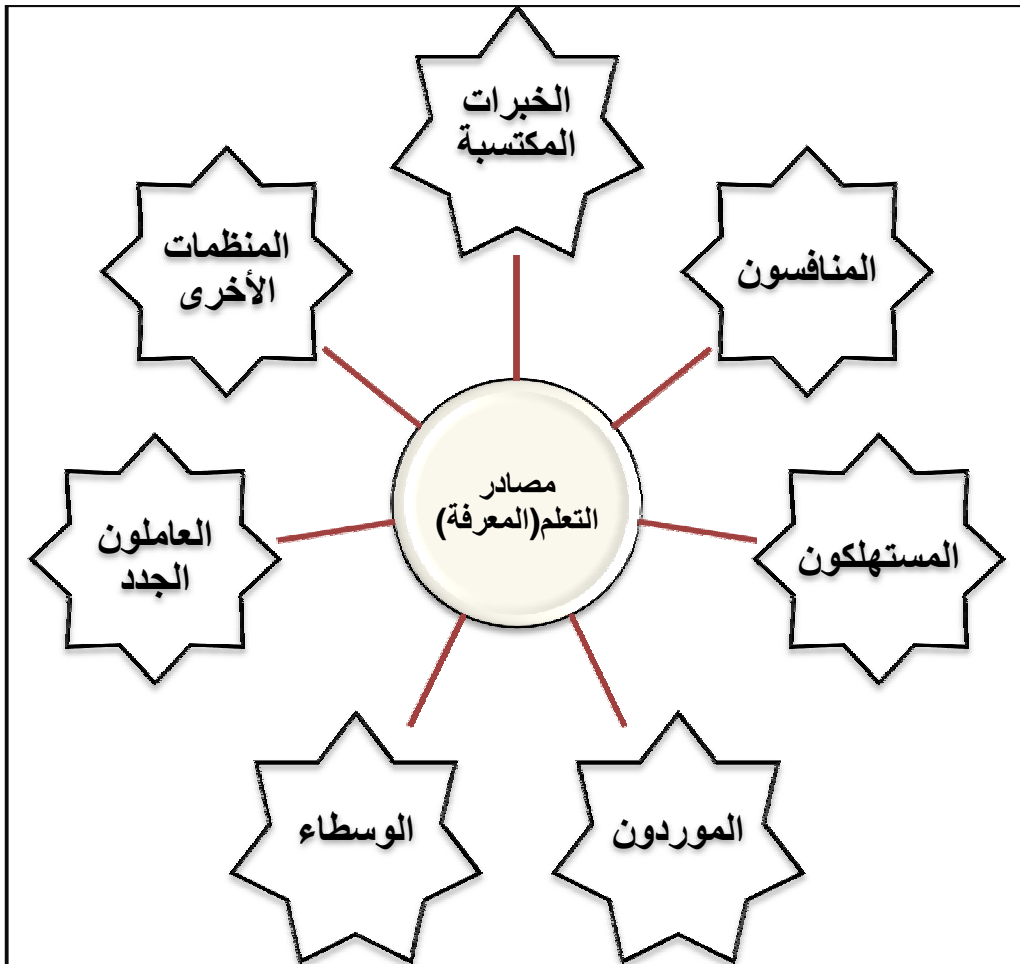 الخبرات
المكتسبة
المنافسون
المنظمات
الأخرى
مصادر
التعلم(المعرفة)
المستهلكون
العاملون
الجدد
الموردون
الوسطاء